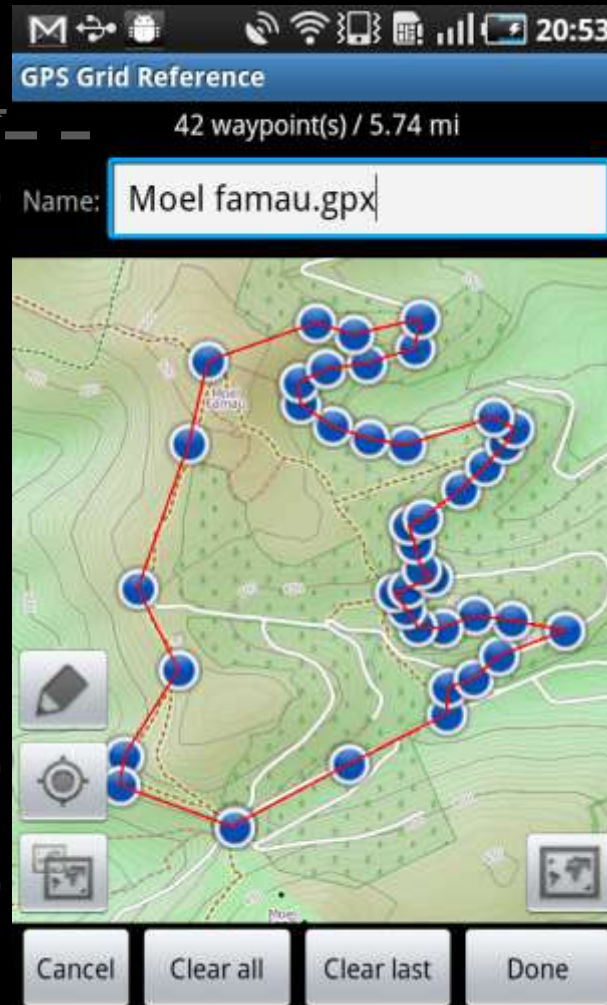 20:53
GPS Grid Reference
42 waypoint(s) / 5.74 mi
Name: Moel famau.gpx
Moel
Famau
Moel
Cancel Clear all Clear last Done